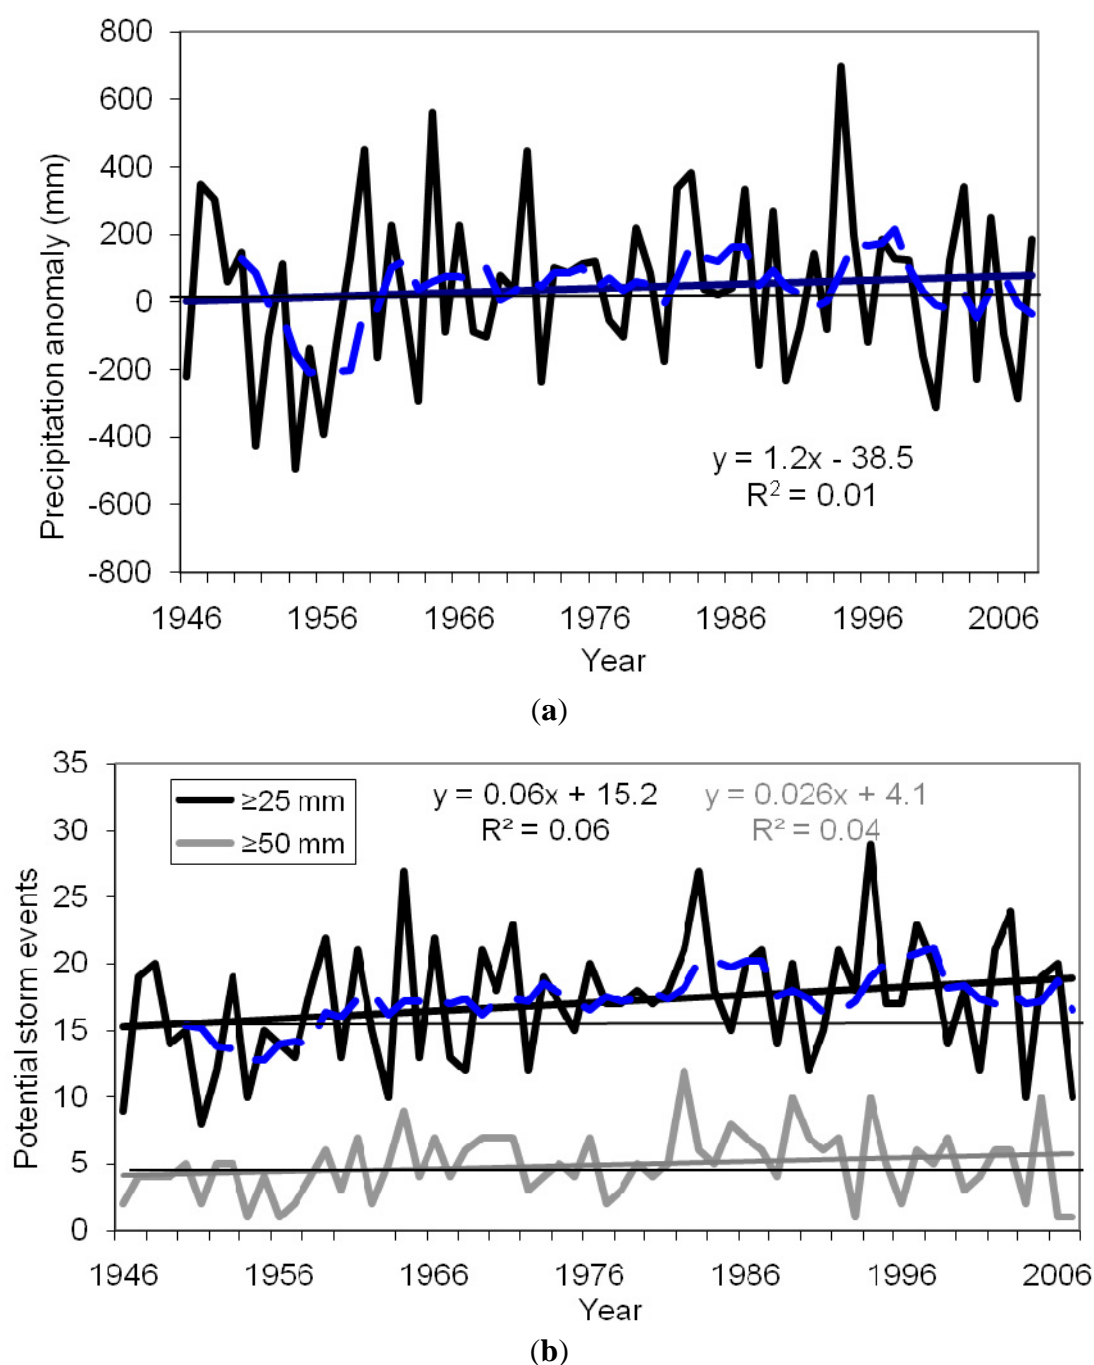 800
600
400
200
0
-200
-400
-600
-800
Precipitation anomaly (mm)
y = 1.2x - 38.5
R² = 0.01
1946 1956 1966 1976 1986 1996 2006
Year
(a)
35
30
25
20
15
10
5
0
Potential storm events
≥25 mm
≥50 mm
y = 0.06x + 15.2
R² = 0.06
y = 0.026x + 4.1
R² = 0.04
1946 1956 1966 1976 1986 1996 2006
Year
(b)